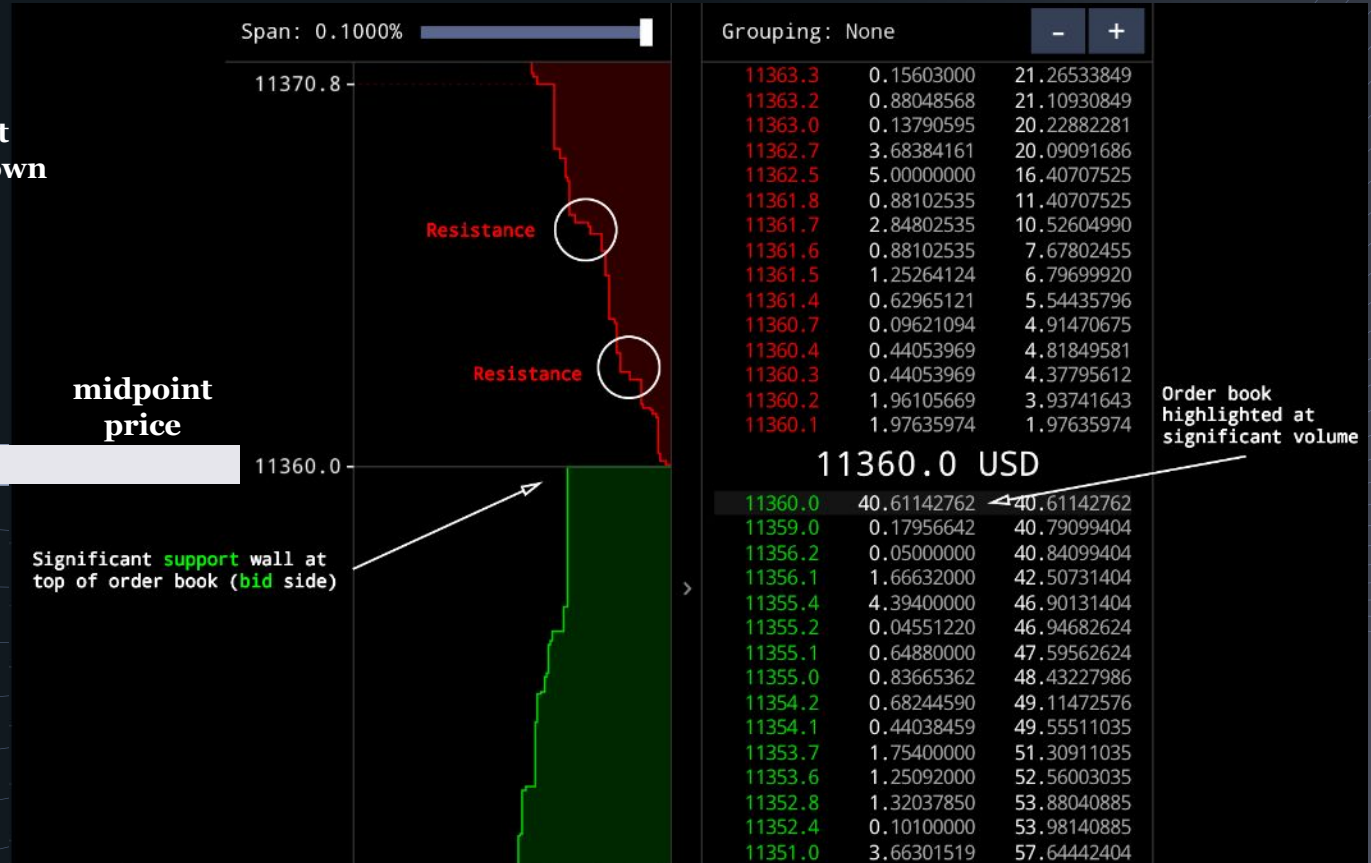 Span: 0.1000%
11370.8
t
wn
Resistance
Resistance
midpoint
price
11360.0
Significant support wall at
top of order book (bid side)
›
Grouping: None
- +
11363.3 0.15603000 21.26533849
11363.2 0.88048568 21.10930849
11363.0 0.13790595 20.22882281
11362.7 3.68384161 20.09091686
11362.5 5.00000000 16.40707525
11361.8 0.88102535 11.40707525
11361.7 2.84802535 10.52604990
11361.6 0.88102535 7.67802455
11361.5 1.25264124 6.79699920
11361.4 0.62965121 5.54435796
11360.7 0.09621094 4.91470675
11360.4 0.44053969 4.81849581
11360.3 0.44053969 4.37795612
11360.2 1.96105669 3.93741643
11360.1 1.97635974 1.97635974
11360.0 USD
11360.0 40.61142762 40.61142762
11359.0 0.17956642 40.79099404
11356.2 0.05000000 40.84099404
11356.1 1.66632000 42.50731404
11355.4 4.39400000 46.90131404
11355.2 0.04551220 46.94682624
11355.1 0.64880000 47.59562624
11355.0 0.83665362 48.43227986
11354.2 0.68244590 49.11472576
11354.1 0.44038459 49.55511035
11353.7 1.75400000 51.30911035
11353.6 1.25092000 52.56003035
11352.8 1.32037850 53.88040885
11352.4 0.10100000 53.98140885
11351.0 3.66301519 57.64442404
Order book
highlighted at
significant volume